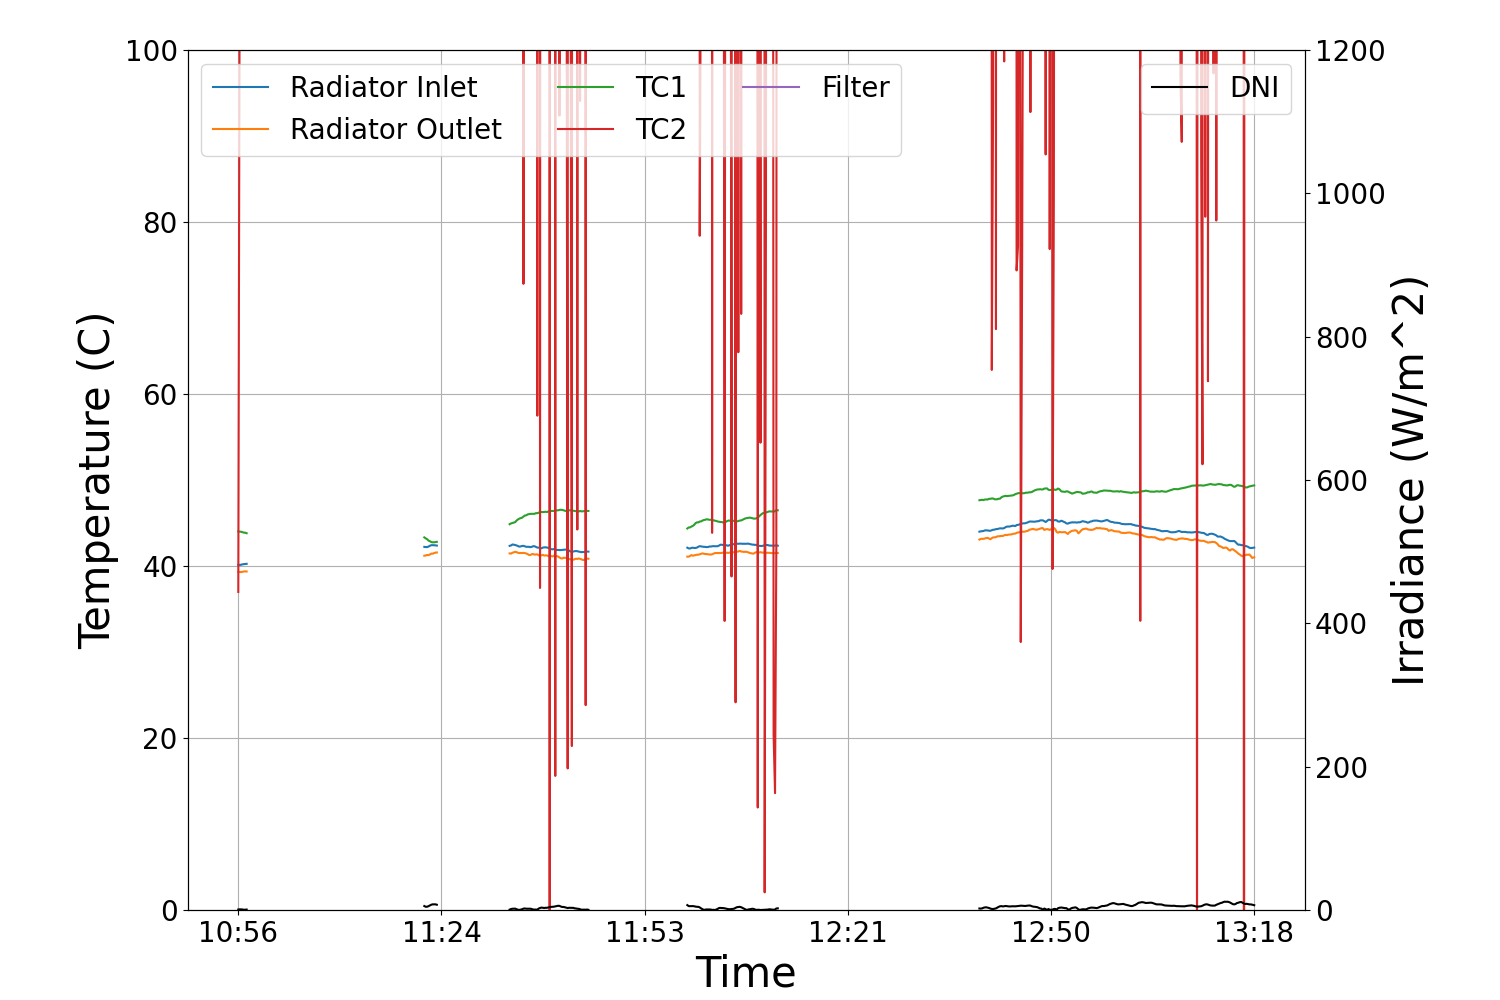 100
80
60
40
20
0
Temperature (C)
Radiator Inlet
Radiator Outlet
TC1
TC2
Filter
DNI
1200
1000
800
600
400
200
0
Irradiance (W/m^2)
10:56 11:24 11:53 12:21 12:50 13:18
Time